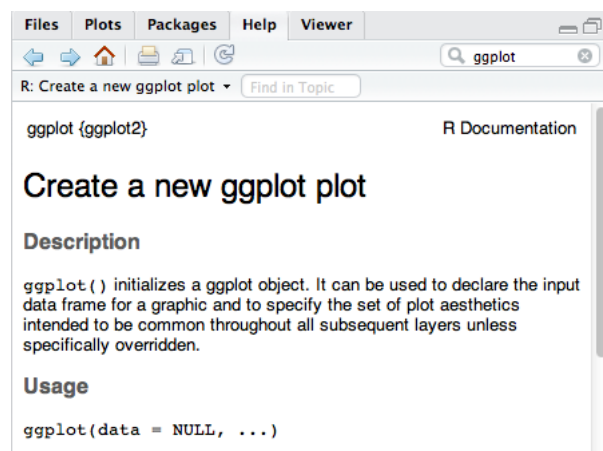 Files Plots Packages Help Viewer
ggplot
R: Create a new ggplot plot Find in Topic
ggplot {ggplot2} R Documentation
Create a new ggplot plot
Description
ggplot() initializes a ggplot object. It can be used to declare the input
data frame for a graphic and to specify the set of plot aesthetics
intended to be common throughout all subsequent layers unless
specifically overridden.
Usage
ggplot(data = NULL, ...)